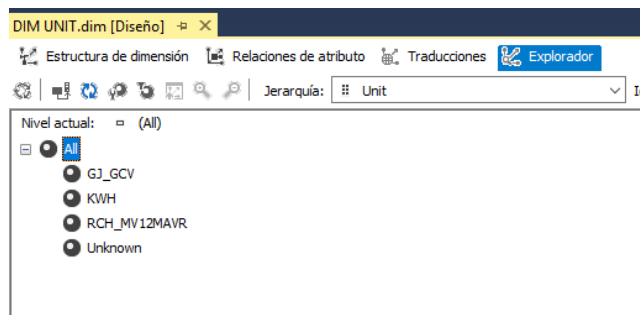 DIM UNIT.dim [Diseño]
Estructura de dimensión Relaciones de atributo Traducciones Explorador
Jerarquía: Unit
Nivel actual: (All)
All
GJ_GCV
KWH
RCH_MV12MAVR
Unknown